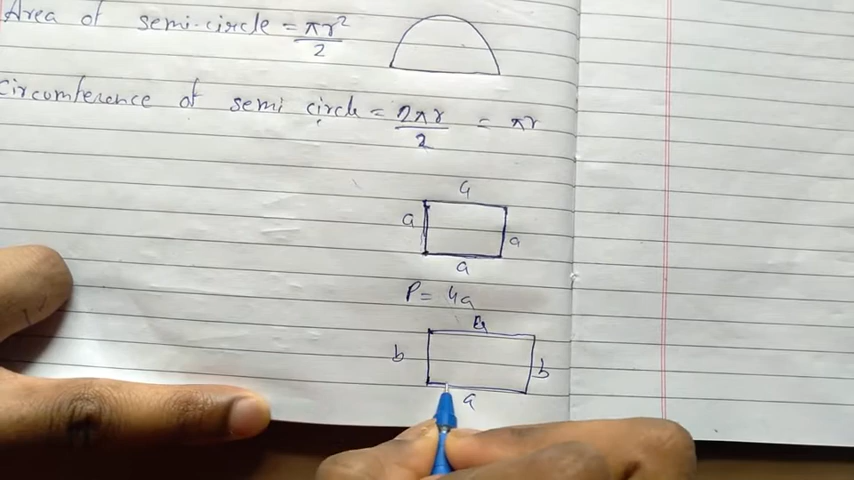 Area of semi-circle = πr²/2
Circumference of semi circle = 2πr/2 = πr
a
a a
a
P = 4a
b b
a